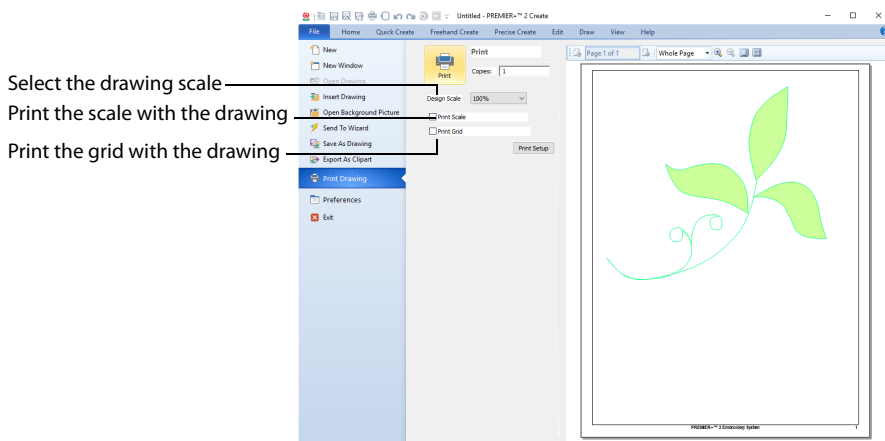 Untitled - PREMIER+™ 2 Create
File Home Quick Create Freehand Create Precise Create Edit Draw View Help
Select the drawing scale
Print the scale with the drawing
Print the grid with the drawing
New
New Window
Open Drawing
Insert Drawing
Open Background Picture
Send To Wizard
Save As Drawing
Export As Clipart
Print Drawing
Preferences
Exit
Print
Print
Copies: 1
Design Scale 100%
Print Scale
Print Grid
Print Setup
Page 1 of 1 Whole Page
PREMIER+™ 2 Embroidery System 1